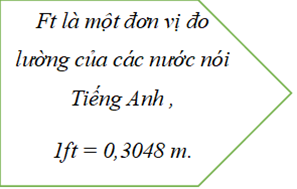 Ft là một đơn vị đo
lường của các nước nói
Tiếng Anh ,
1ft = 0,3048 m.